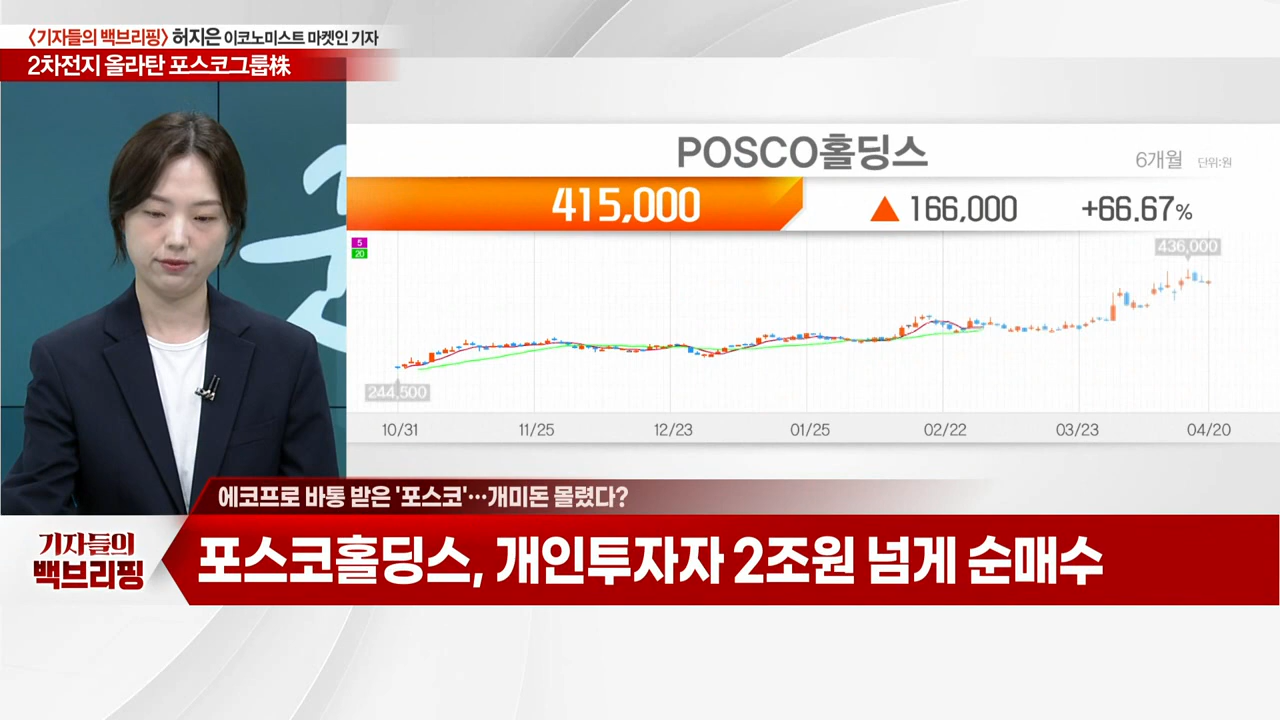 <기자들의 백브리핑> 허지은 이코노미스트 마켓인 기자
2차전지 올라탄 포스코그룹株
POSCO홀딩스
6개월 단위:원
415,000 ▲ 166,000 +66.67%
5
20
436,000
244,500
10/31 11/25 12/23 01/25 02/22 03/23 04/20
에코프로 바통 받은 '포스코'…개미돈 몰렸다?
기자들의
백브리핑
포스코홀딩스, 개인투자자 2조원 넘게 순매수